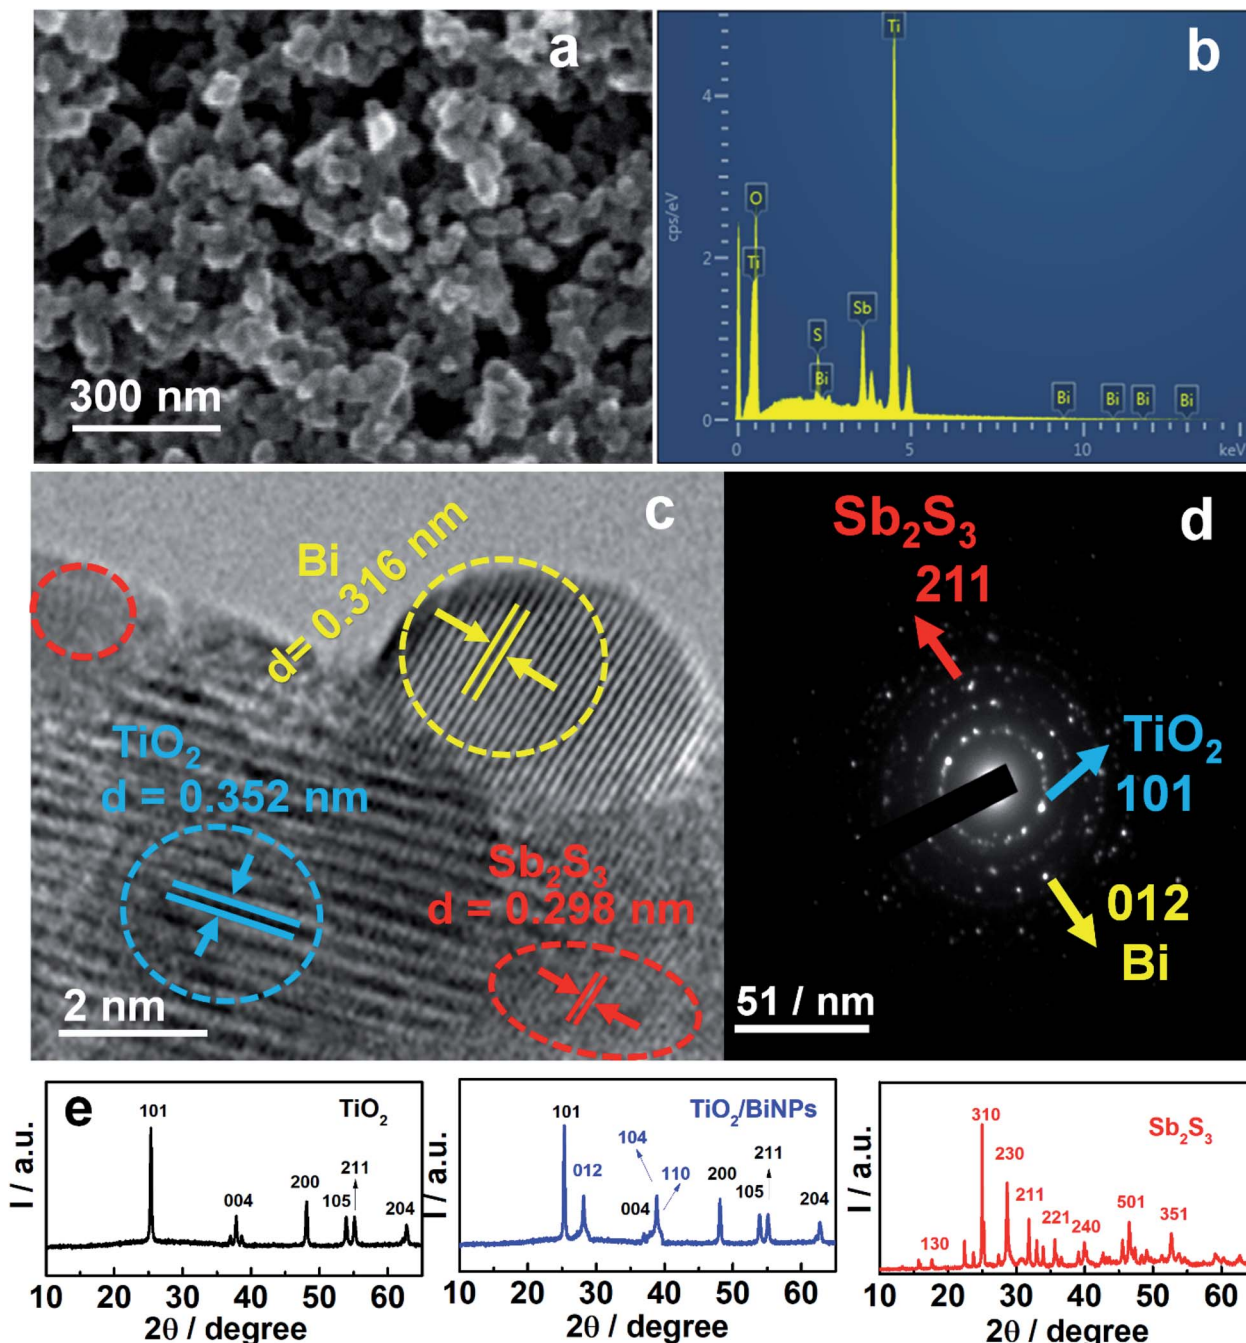 a
300 nm
b
cps/eV
4
2
0
Ti
O
Ti
S
Bi
Sb
Bi
Bi
Bi
Bi
0
5
10
keV
c
Bi
d= 0.316 nm
TiO₂
d = 0.352 nm
Sb₂S₃
d = 0.298 nm
2 nm
d
Sb₂S₃
211
TiO₂
101
012
Bi
51 / nm
e
TiO₂
101
004
200
105
211
204
I / a.u.
10 20 30 40 50 60
2θ / degree
TiO₂/BiNPs
101
012
104
110
004
200
105
211
204
I / a.u.
10 20 30 40 50 60
2θ / degree
Sb₂S₃
130
310
230
211
221
240
501
351
I / a.u.
10 20 30 40 50 60
2θ / degree